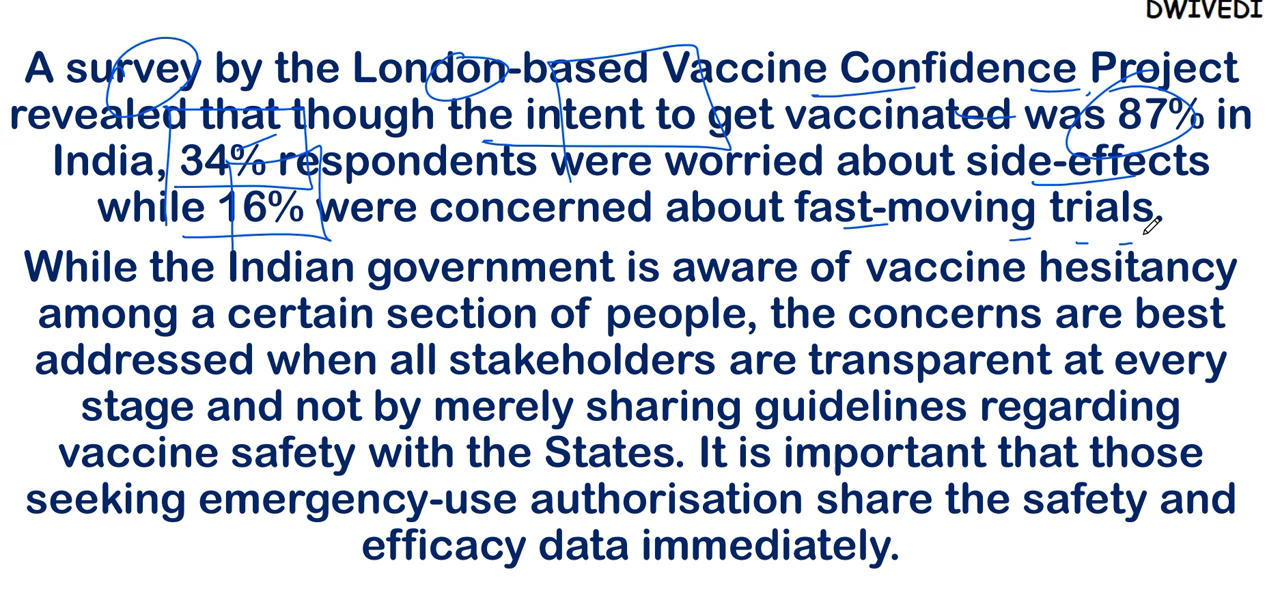 DWIVEDI
A survey by the London-based Vaccine Confidence Project
revealed that though the intent to get vaccinated was 87% in
India, 34% respondents were worried about side-effects
while 16% were concerned about fast-moving trials.
While the Indian government is aware of vaccine hesitancy
among a certain section of people, the concerns are best
addressed when all stakeholders are transparent at every
stage and not by merely sharing guidelines regarding
vaccine safety with the States. It is important that those
seeking emergency-use authorisation share the safety and
efficacy data immediately.